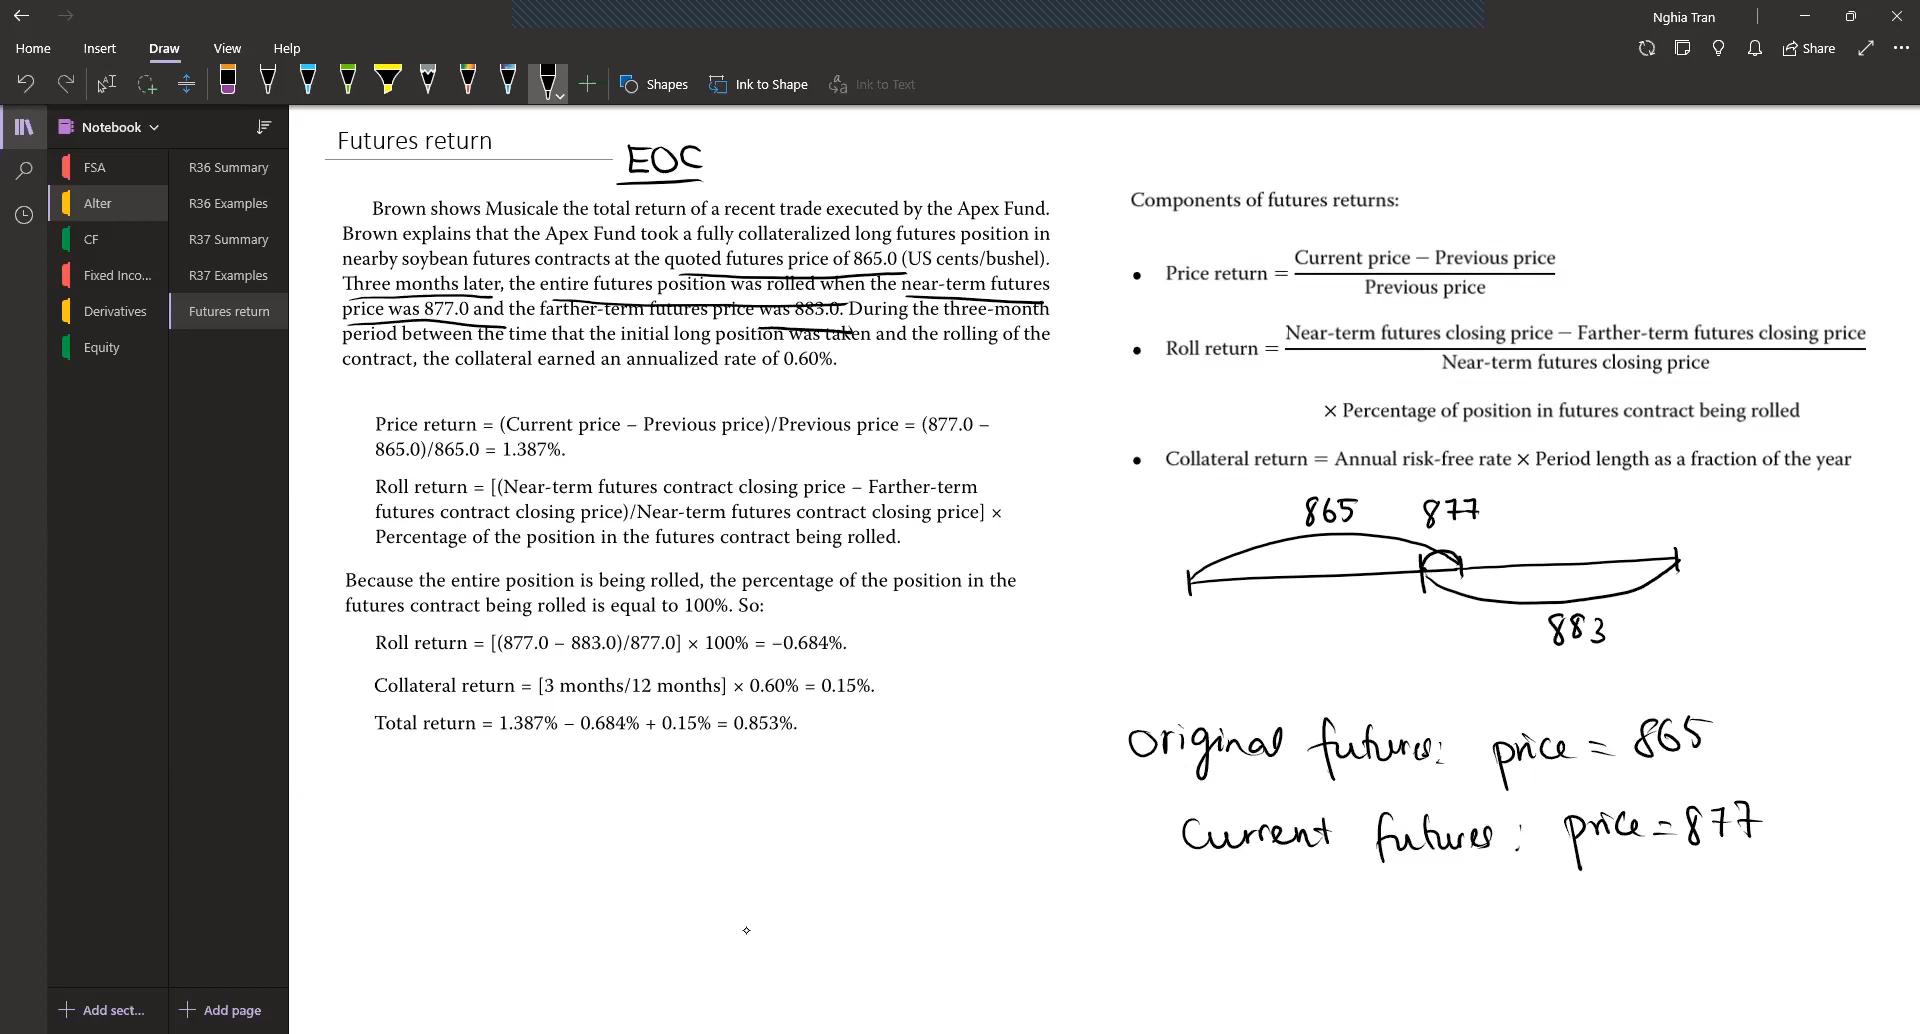 Nghia Tran
Home Insert Draw View Help
Share
Shapes Ink to Shape Ink to Text
Notebook
FSA
Alter
CF
Fixed Inco...
Derivatives
Equity
R36 Summary
R36 Examples
R37 Summary
R37 Examples
Futures return
Add sect...
Add page
Futures return
EOC
Brown shows Musicale the total return of a recent trade executed by the Apex Fund.
Brown explains that the Apex Fund took a fully collateralized long futures position in
nearby soybean futures contracts at the quoted futures price of 865.0 (US cents/bushel).
Three months later, the entire futures position was rolled when the near-term futures
price was 877.0 and the farther-term futures price was 883.0. During the three-month
period between the time that the initial long position was taken and the rolling of the
contract, the collateral earned an annualized rate of 0.60%.
Price return = (Current price – Previous price)/Previous price = (877.0 –
865.0)/865.0 = 1.387%.
Roll return = [(Near-term futures contract closing price – Farther-term
futures contract closing price)/Near-term futures contract closing price] ×
Percentage of the position in the futures contract being rolled.
Because the entire position is being rolled, the percentage of the position in the
futures contract being rolled is equal to 100%. So:
Roll return = [(877.0 – 883.0)/877.0] × 100% = –0.684%.
Collateral return = [3 months/12 months] × 0.60% = 0.15%.
Total return = 1.387% – 0.684% + 0.15% = 0.853%.
Components of futures returns:
• Price return = Current price − Previous price
Previous price
• Roll return = Near-term futures closing price − Farther-term futures closing price
Near-term futures closing price
× Percentage of position in futures contract being rolled
• Collateral return = Annual risk-free rate × Period length as a fraction of the year
865 877
883
Original futures: price = 865
Current futures: price = 877